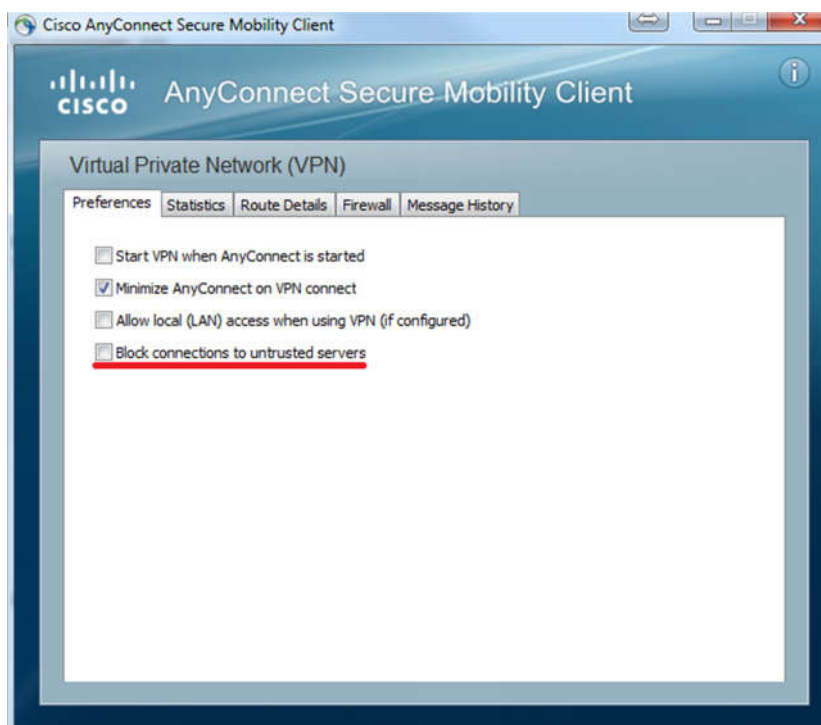 Cisco AnyConnect Secure Mobility Client
CISCO AnyConnect Secure Mobility Client
Virtual Private Network (VPN)
Preferences Statistics Route Details Firewall Message History
Start VPN when AnyConnect is started
Minimize AnyConnect on VPN connect
Allow local (LAN) access when using VPN (if configured)
Block connections to untrusted servers